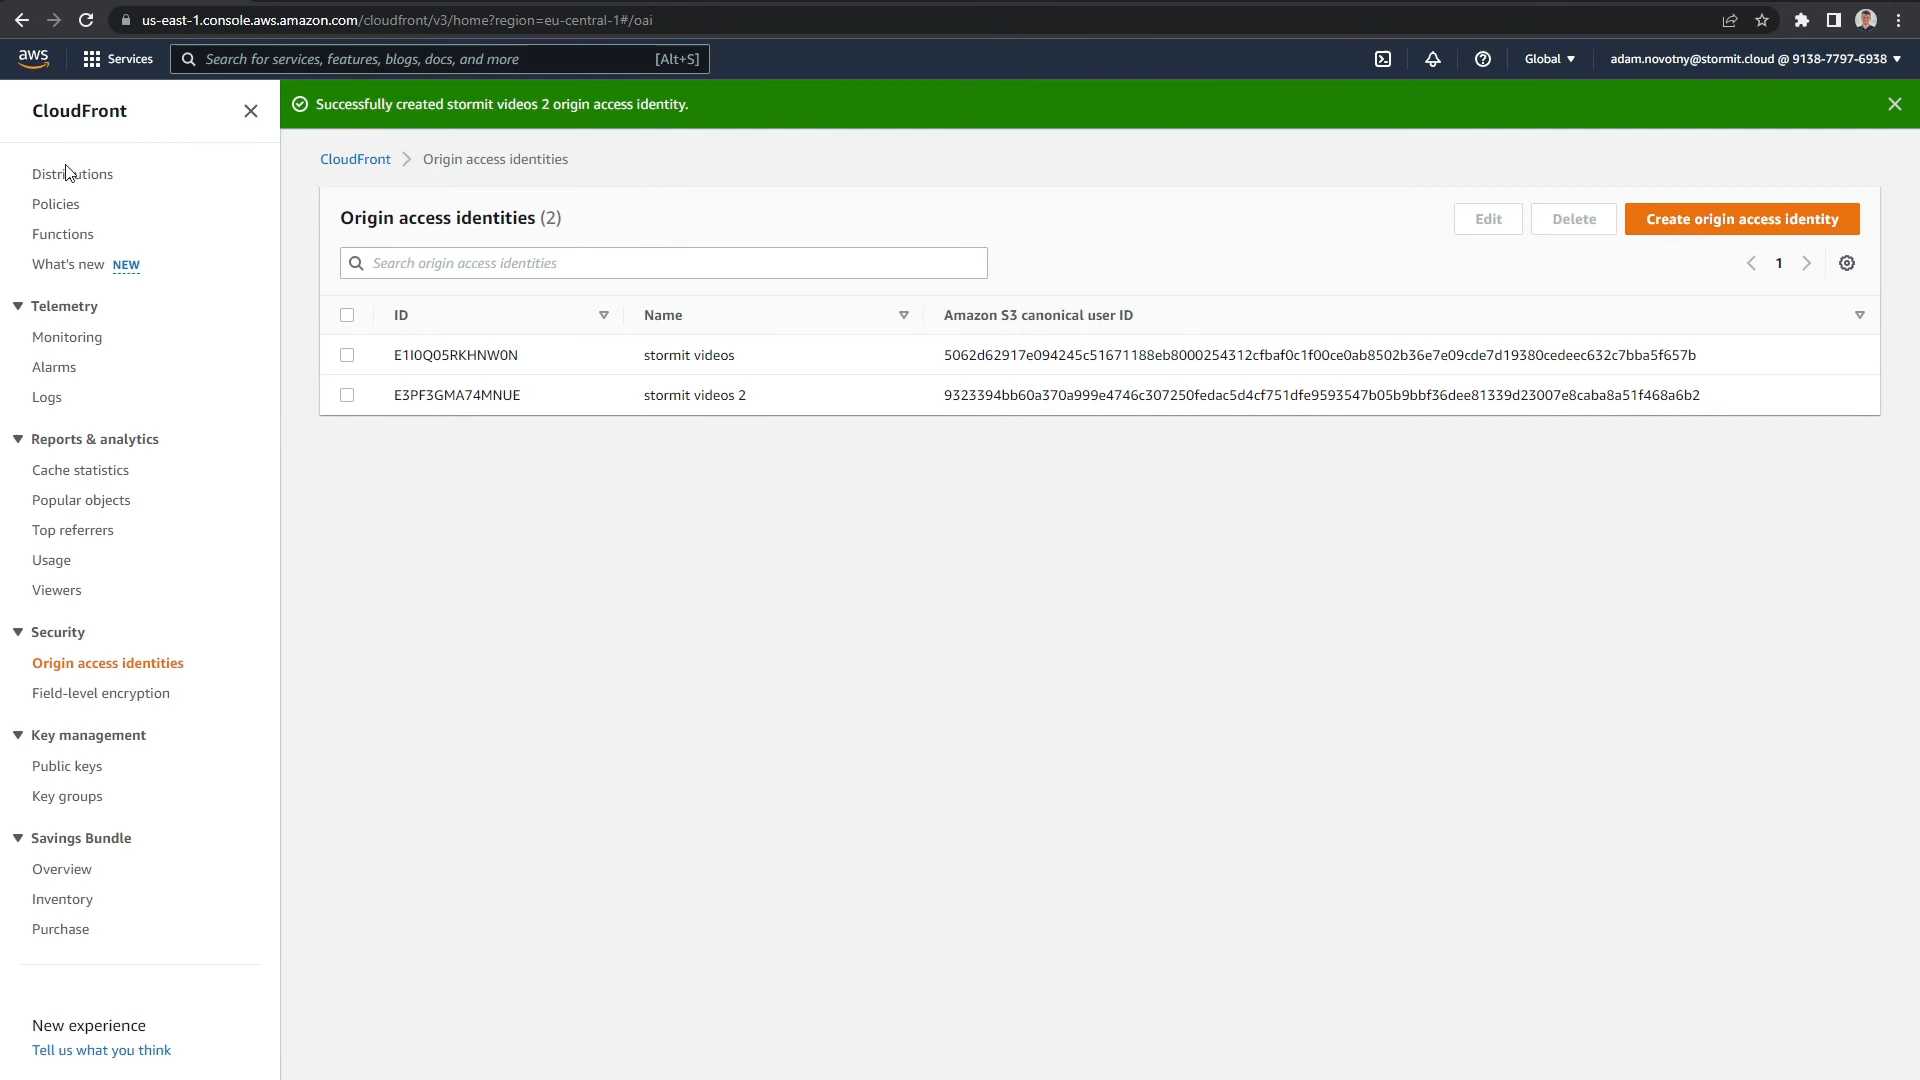 us-east-1.console.aws.amazon.com/cloudfront/v3/home?region=eu-central-1#/oai
aws
Services
Search for services, features, blogs, docs, and more
[Alt+S]
Global
adam.novotny@stormit.cloud @ 9138-7797-6938
CloudFront
Successfully created stormit videos 2 origin access identity.
Distributions
Policies
Functions
What's new NEW
Telemetry
Monitoring
Alarms
Logs
Reports & analytics
Cache statistics
Popular objects
Top referrers
Usage
Viewers
Security
Origin access identities
Field-level encryption
Key management
Public keys
Key groups
Savings Bundle
Overview
Inventory
Purchase
New experience
Tell us what you think
CloudFront
Origin access identities
Origin access identities (2)
Edit
Delete
Create origin access identity
Search origin access identities
1
ID
Name
Amazon S3 canonical user ID
E1I0Q05RKHNW0N
stormit videos
5062d62917e094245c51671188eb8000254312cfbaf0c1f00ce0ab8502b36e7e09cde7d19380cedeec632c7bba5f657b
E3PF3GMA74MNUE
stormit videos 2
9323394bb60a370a999e4746c307250fedac5d4cf751dfe9593547b05b9bbf36dee81339d23007e8caba8a51f468a6b2